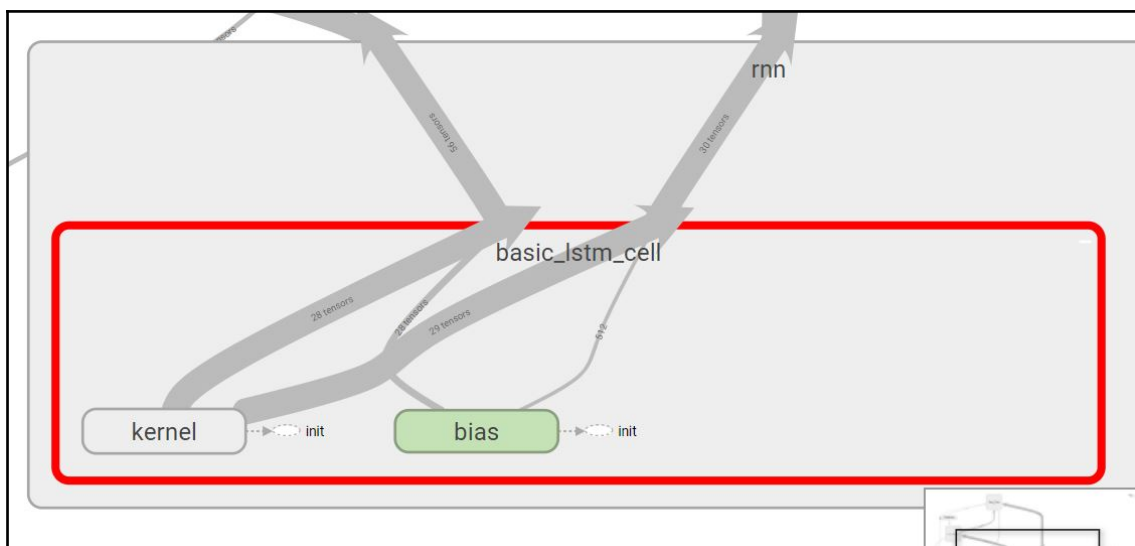 rnn
56 tensors
30 tensors
basic_lstm_cell
28 tensors
28 tensors
29 tensors
512
kernel
init
bias
init